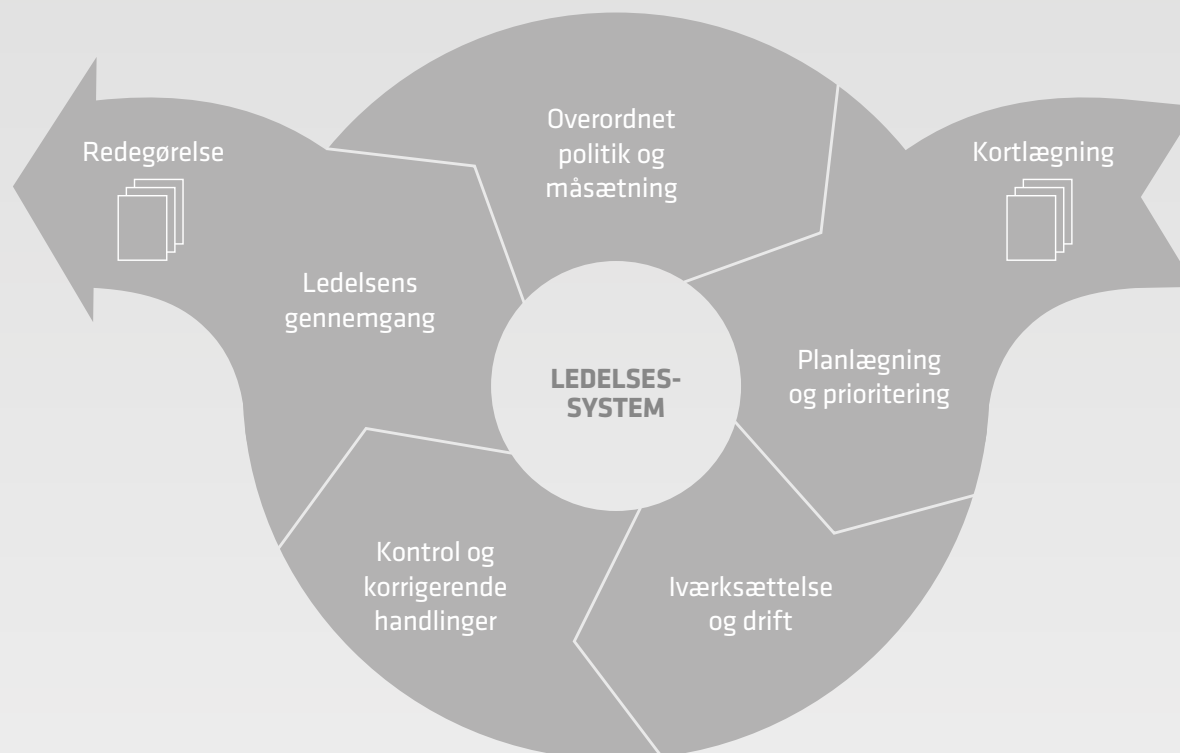 Overordnet
politik og
måsætning
Redegørelse
Kortlægning
Ledelsens
gennemgang
Planlægning
og prioritering
LEDELSES-
SYSTEM
Kontrol og
korrigerende
handlinger
Iværksættelse
og drift